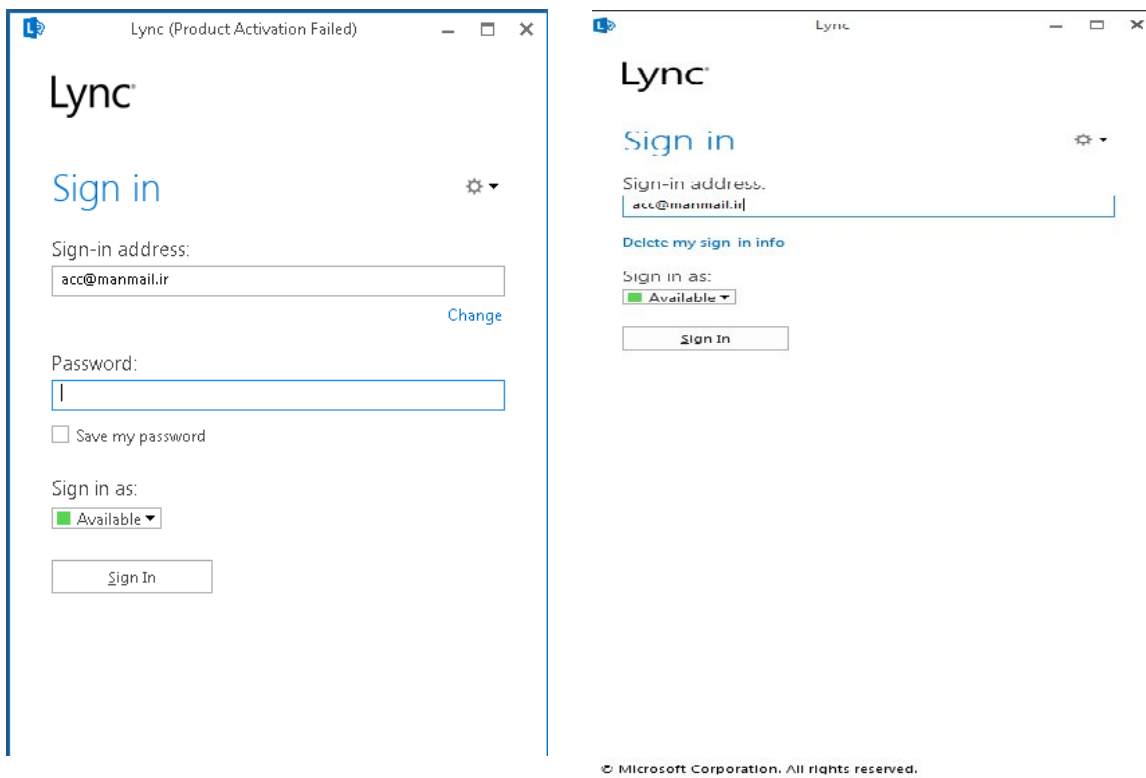 Lync (Product Activation Failed)
Lync
Sign in
Sign-in address:
acc@manmail.ir
Change
Password:
Save my password
Sign in as:
Available
Sign In
Lync
Lync
Sign in
Sign-in address:
acc@manmail.ir
Delete my sign-in info
Sign in as:
Available
Sign In
© Microsoft Corporation. All rights reserved.